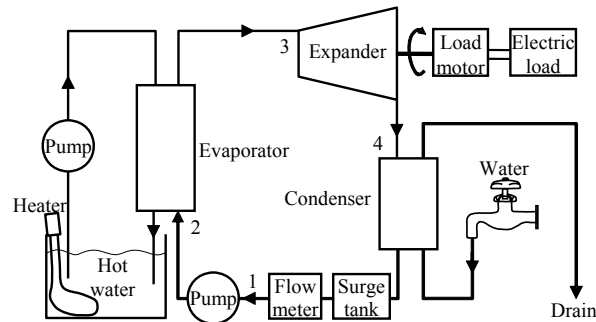 3
Expander
Load
motor
Electric
load
Pump
Evaporator
4
Condenser
Water
Heater
2
Hot
water
Pump
1
Flow
meter
Surge
tank
Drain